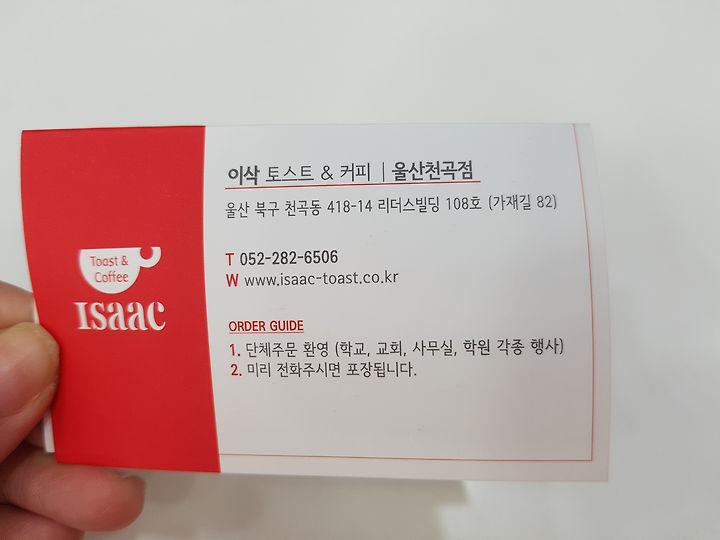 이삭 토스트 & 커피 | 울산천곡점
울산 북구 천곡동 418-14 리더스빌딩 108호 (가재길 82)
T 052-282-6506
W www.isaac-toast.co.kr
Toast &
Coffee
ISaac
ORDER GUIDE
1. 단체주문 환영 (학교, 교회, 사무실, 학원 각종 행사)
2. 미리 전화주시면 포장됩니다.